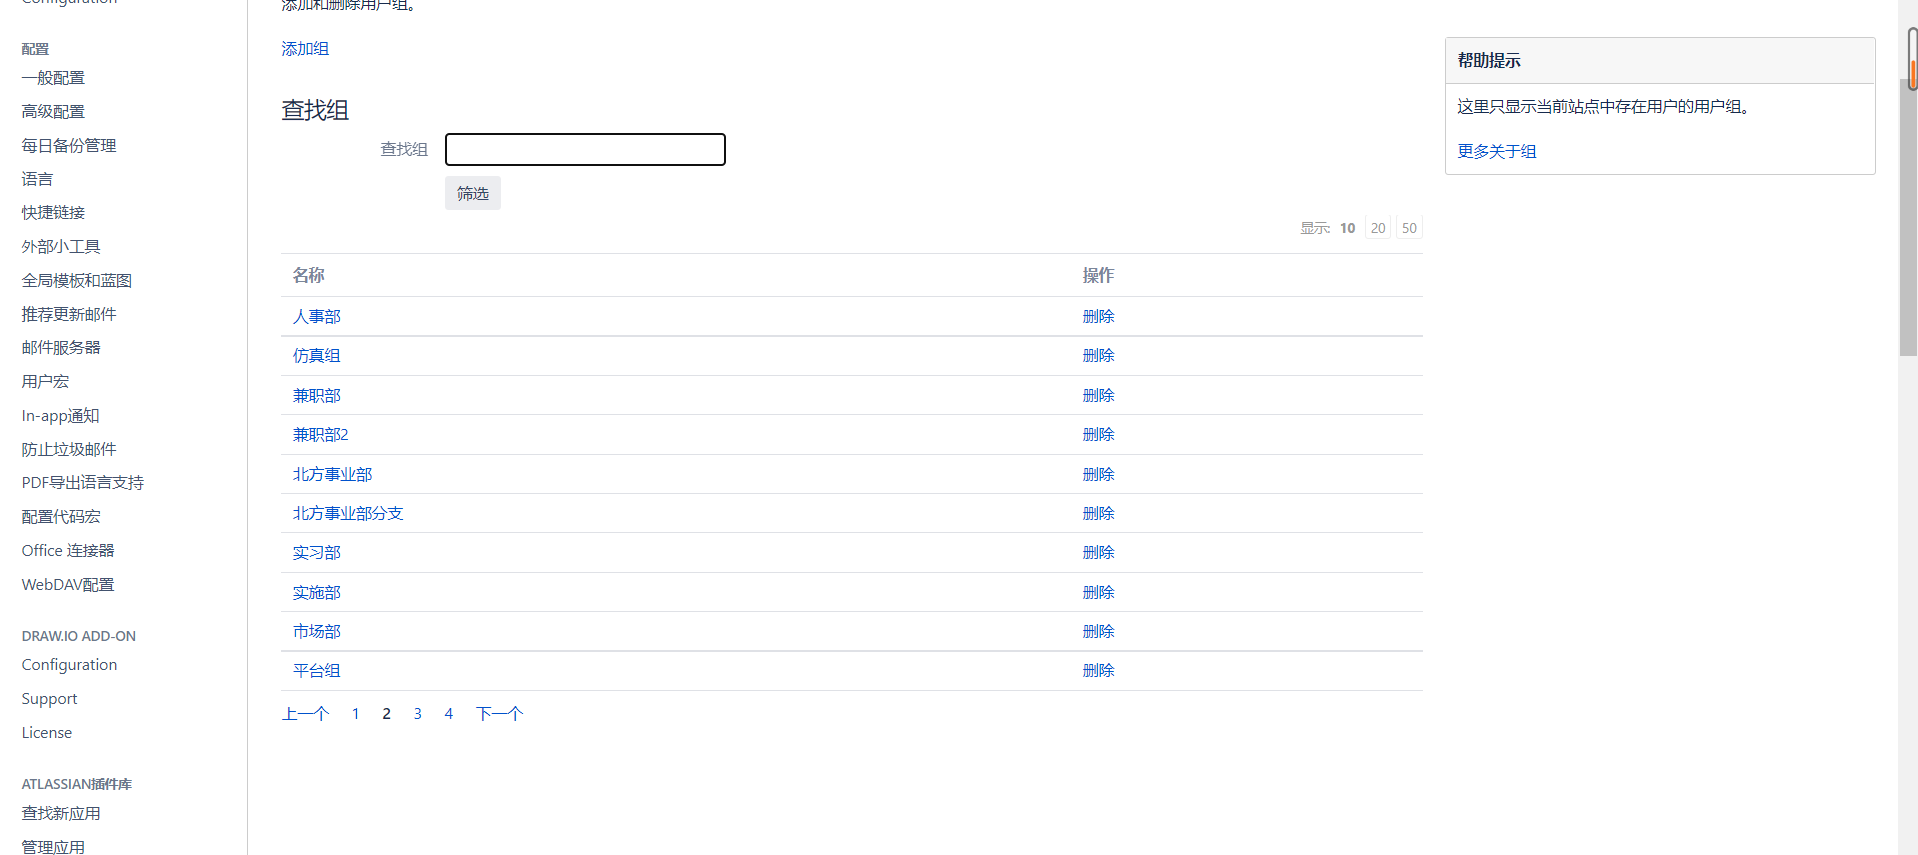 Configuration
配置
一般配置
高级配置
每日备份管理
语言
快捷链接
外部小工具
全局模板和蓝图
推荐更新邮件
邮件服务器
用户宏
In-app通知
防止垃圾邮件
PDF导出语言支持
配置代码宏
Office 连接器
WebDAV配置
DRAW.IO ADD-ON
Configuration
Support
License
ATLASSIAN插件库
查找新应用
管理应用
添加和删除用户组。
添加组
查找组
查找组
筛选
显示: 10 20 50
名称 操作
人事部 删除
仿真组 删除
兼职部 删除
兼职部2 删除
北方事业部 删除
北方事业部分支 删除
实习部 删除
实施部 删除
市场部 删除
平台组 删除
上一个 1 2 3 4 下一个
帮助提示
这里只显示当前站点中存在用户的用户组。
更多关于组